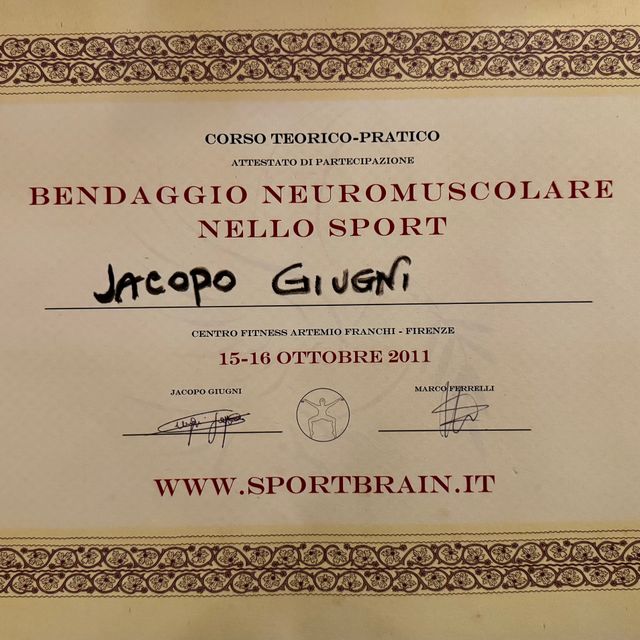 CORSO TEORICO-PRATICO
ATTESTATO DI PARTECIPAZIONE
BENDAGGIO NEUROMUSCOLARE
NELLO SPORT
JACOPO GIUGNI
CENTRO FITNESS ARTEMIO FRANCHI - FIRENZE
15-16 OTTOBRE 2011
JACOPO GIUGNI
MARCO FERRELLI
WWW.SPORTBRAIN.IT